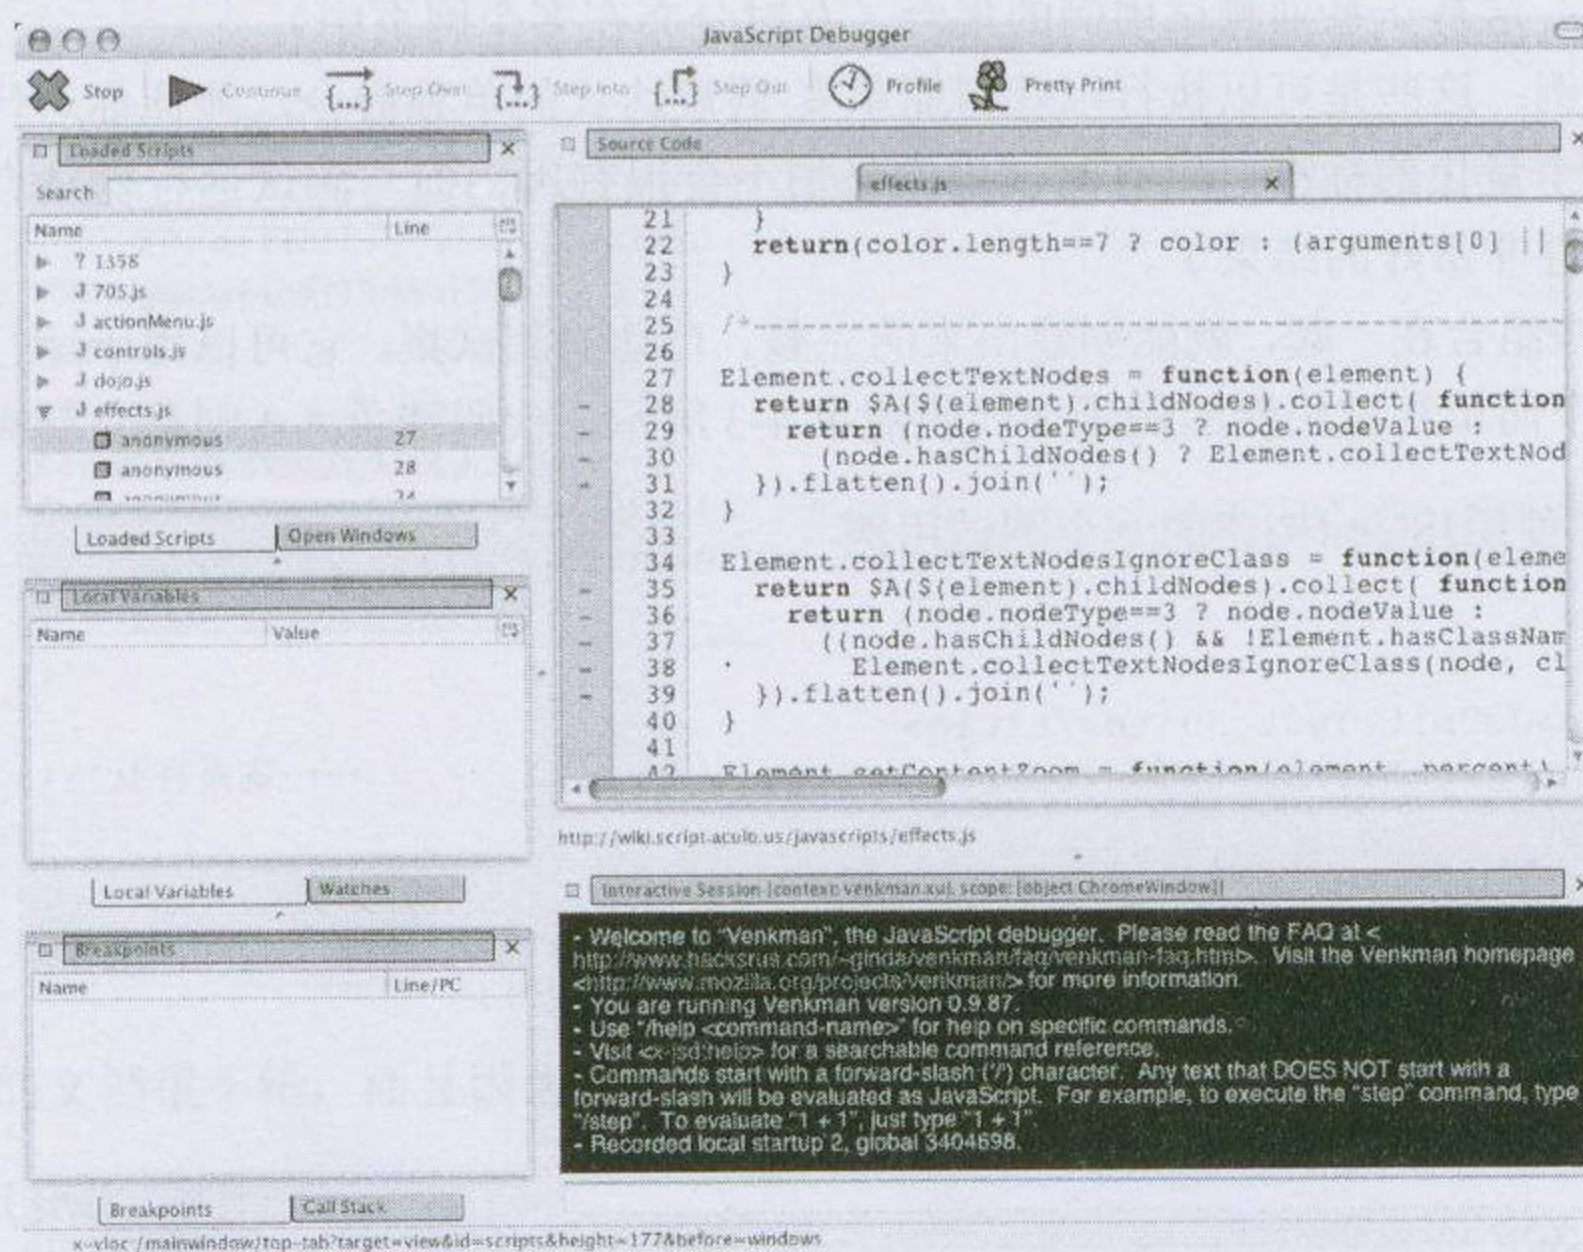 JavaScript Debugger
Stop Continue Step Over Step Into Step Out Profile Pretty Print
Loaded Scripts
Search
Name Line
? 1358
J 705.js
J actionMenu.js
J controls.js
J dojo.js
J effects.js
anonymous 27
anonymous 28
34
Loaded Scripts Open Windows
Local Variables
Name Value
Local Variables Watches
Breakpoints
Name Line/PC
Breakpoints Call Stack
Source Code
effects.js
21 }
22 return(color.length==7 ? color : (arguments[0] ||
23 }
24
25 /*------------------------------------------------
26
27 Element.collectTextNodes = function(element) {
28 return $A($(element).childNodes).collect( function
29 return (node.nodeType==3 ? node.nodeValue :
30 (node.hasChildNodes() ? Element.collectTextNod
31 }).flatten().join('');
32 }
33
34 Element.collectTextNodesIgnoreClass = function(eleme
35 return $A($(element).childNodes).collect( function
36 return (node.nodeType==3 ? node.nodeValue :
37 ((node.hasChildNodes() && !Element.hasClassNam
38 Element.collectTextNodesIgnoreClass(node, cl
39 }).flatten().join('');
40 }
41
42 Element.setContentZoom = function(element, percent)
http://wiki.script.aculo.us/javascripts/effects.js
Interactive Session [context: venkman.xul, scope: [object ChromeWindow]]
- Welcome to "Venkman", the JavaScript debugger. Please read the FAQ at <
http://www.hacksrus.com/~ginda/venkman/faq/venkman-faq.html>. Visit the Venkman homepage
<http://www.mozilla.org/projects/venkman/> for more information.
- You are running Venkman version 0.9.87.
- Use "/help <command-name>" for help on specific commands.
- Visit <x-jsd:help> for a searchable command reference.
- Commands start with a forward-slash ('/') character. Any text that DOES NOT start with a
forward-slash will be evaluated as JavaScript. For example, to execute the "step" command, type
"/step". To evaluate "1 + 1", just type "1 + 1".
- Recorded local startup 2, global 3404698.
x-vloc:/mainwindow/top-tab?target=view&id=scripts&height=177&before=windows